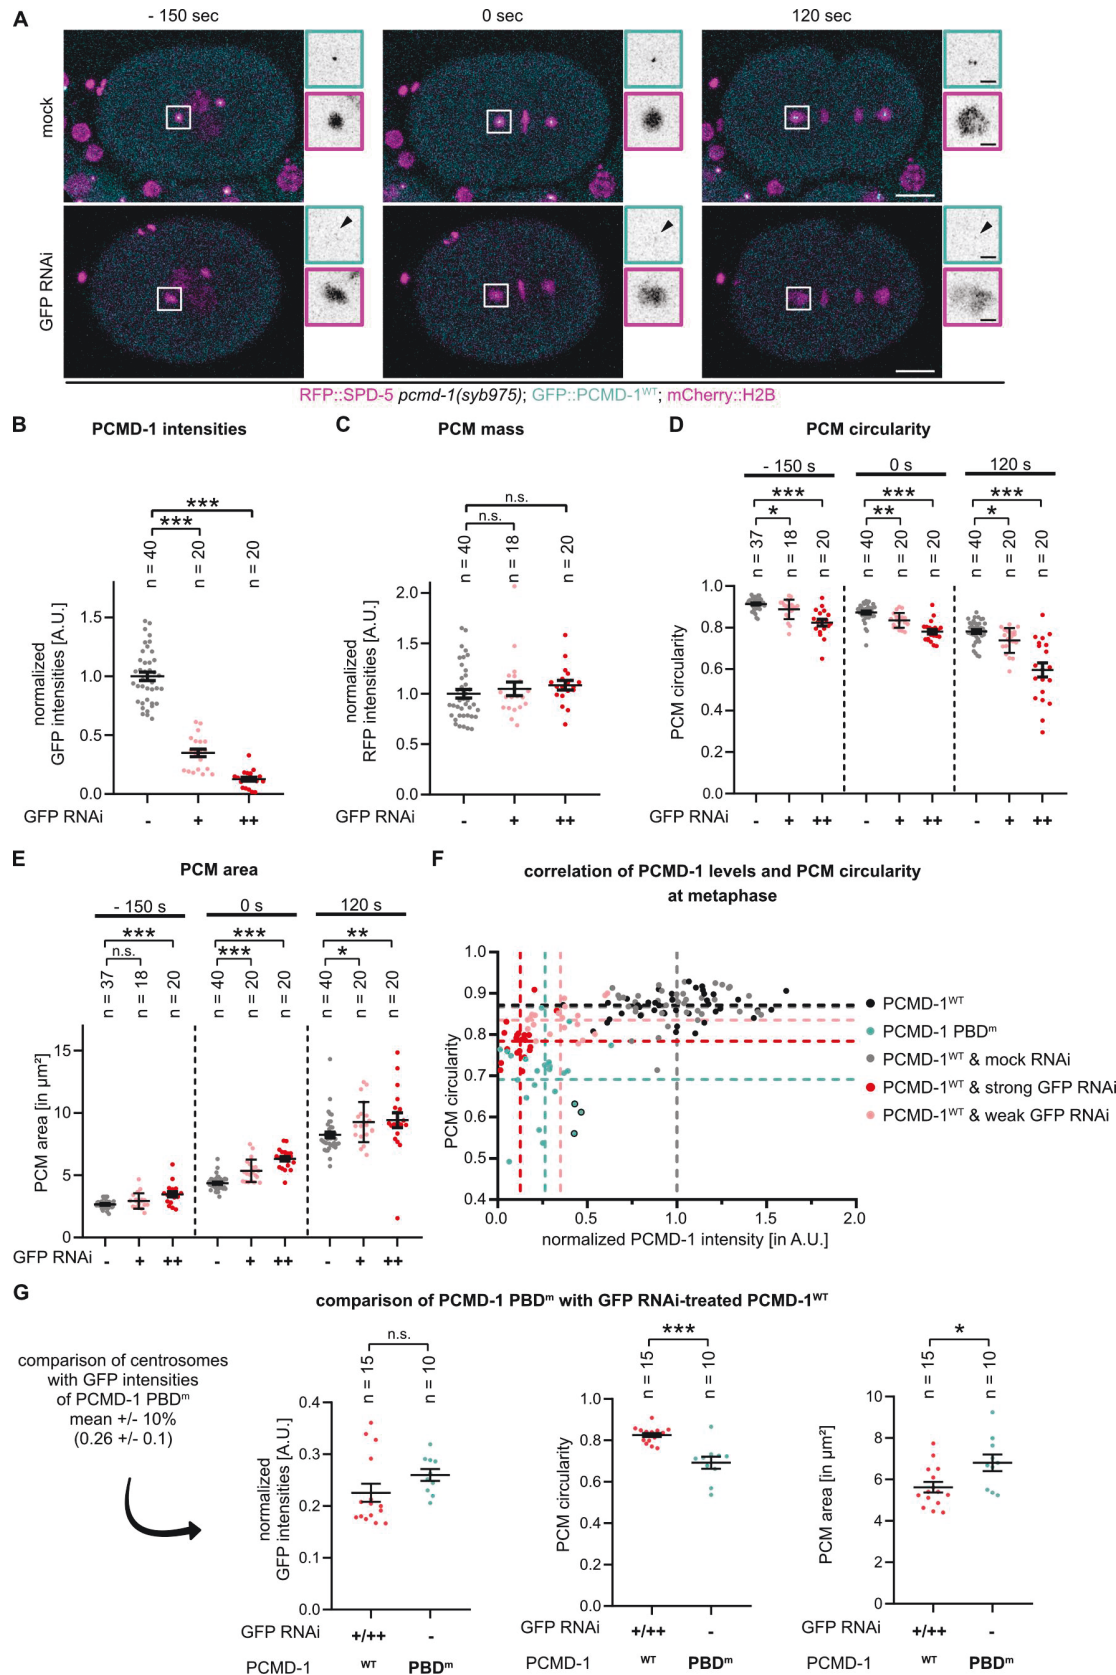 A
- 150 sec
0 sec
120 sec
mock
GFP RNAi
RFP::SPD-5 pcmd-1(syb975); GFP::PCMD-1WT; mCherry::H2B
B
PCMD-1 intensities
***
***
n = 40
n = 20
n = 20
normalized
GFP intensities [A.U.]
1.5
1.0
0.5
0.0
GFP RNAi
-
+
++
C
PCM mass
n.s.
n.s.
n = 40
n = 18
n = 20
normalized
RFP intensities [A.U.]
2.0
1.5
1.0
0.5
0.0
GFP RNAi
-
+
++
D
PCM circularity
- 150 s
0 s
120 s
***
***
***
*
**
*
n = 37
n = 18
n = 20
n = 40
n = 20
n = 20
n = 40
n = 20
n = 20
PCM circularity
1.0
0.8
0.6
0.4
0.2
0.0
GFP RNAi
-
+
++
-
+
++
-
+
++
E
PCM area
- 150 s
0 s
120 s
***
***
**
n.s.
***
*
n = 37
n = 18
n = 20
n = 40
n = 20
n = 20
n = 40
n = 20
n = 20
PCM area [in µm²]
15
10
5
0
GFP RNAi
-
+
++
-
+
++
-
+
++
F
correlation of PCMD-1 levels and PCM circularity
at metaphase
PCM circularity
1.0
0.9
0.8
0.7
0.6
0.5
0.4
0.0
0.5
1.0
1.5
2.0
normalized PCMD-1 intensity [in A.U.]
PCMD-1WT
PCMD-1 PBDm
PCMD-1WT & mock RNAi
PCMD-1WT & strong GFP RNAi
PCMD-1WT & weak GFP RNAi
G
comparison of PCMD-1 PBDm with GFP RNAi-treated PCMD-1WT
comparison of centrosomes
with GFP intensities
of PCMD-1 PBDm
mean +/- 10%
(0.26 +/- 0.1)
n.s.
n = 15
n = 10
normalized
GFP intensities [A.U.]
0.4
0.3
0.2
0.1
0.0
GFP RNAi
+/++
-
PCMD-1
WT
PBDm
***
n = 15
n = 10
PCM circularity
1.0
0.8
0.6
0.4
0.2
0.0
GFP RNAi
+/++
-
PCMD-1
WT
PBDm
*
n = 15
n = 10
PCM area [in µm²]
10
8
6
4
2
0
GFP RNAi
+/++
-
PCMD-1
WT
PBDm